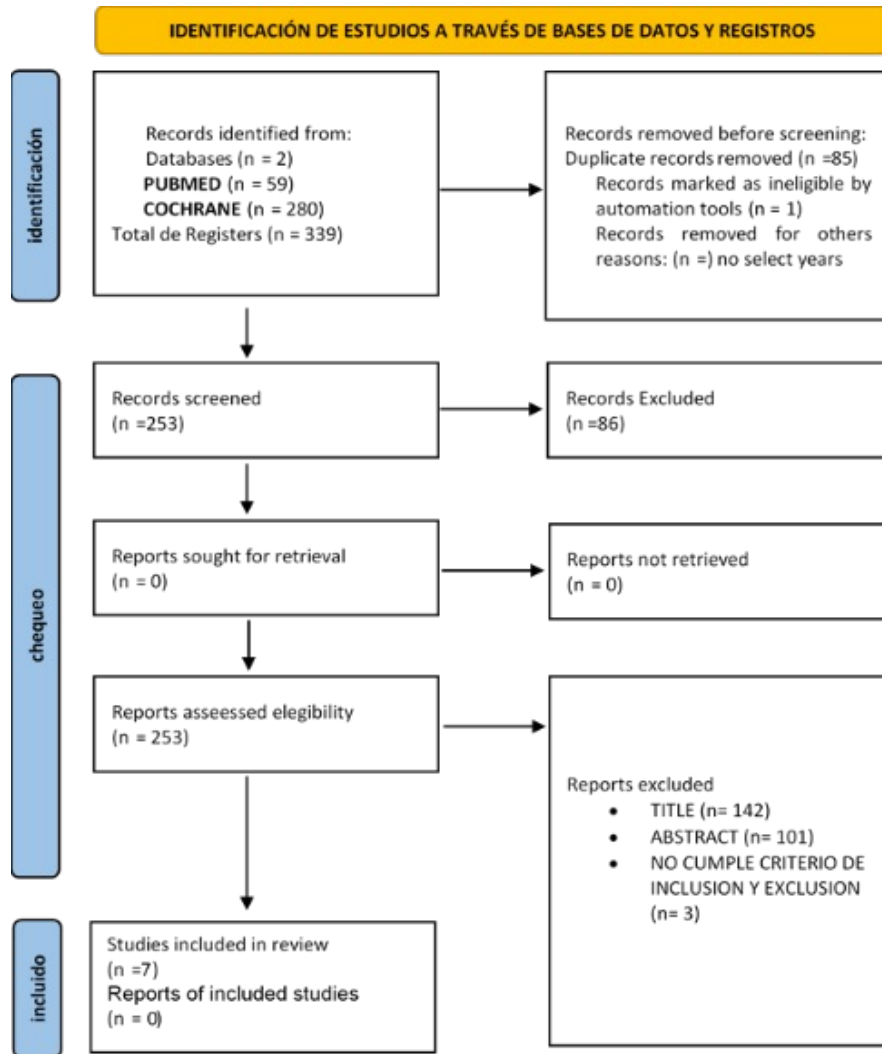 IDENTIFICACIÓN DE ESTUDIOS A TRAVÉS DE BASES DE DATOS Y REGISTROS
identificación
Records identified from:
Databases (n = 2)
PUBMED (n = 59)
COCHRANE (n = 280)
Total de Registers (n = 339)
Records removed before screening:
Duplicate records removed (n =85)
Records marked as ineligible by
automation tools (n = 1)
Records removed for others
reasons: (n =) no select years
chequeo
Records screened
(n =253)
Records Excluded
(n =86)
Reports sought for retrieval
(n = 0)
Reports not retrieved
(n = 0)
Reports asseessed elegibility
(n = 253)
Reports excluded
• TITLE (n= 142)
• ABSTRACT (n= 101)
• NO CUMPLE CRITERIO DE
INCLUSION Y EXCLUSION
(n= 3)
incluido
Studies included in review
(n =7)
Reports of included studies
(n = 0)